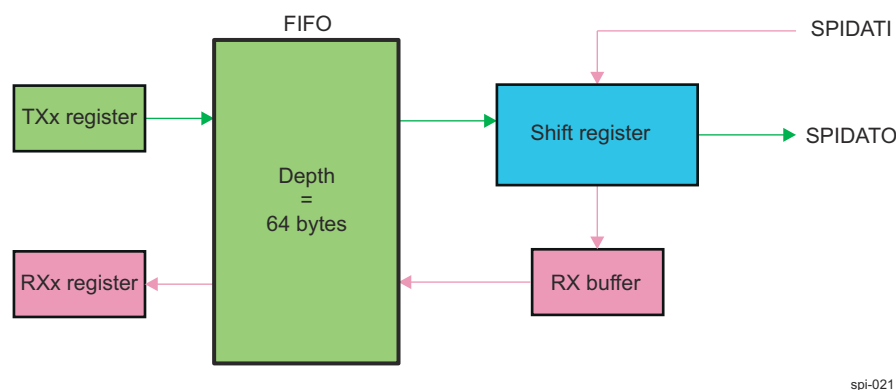 FIFO
SPIDATI
TXx register
Shift register
SPIDATO
Depth
=
64 bytes
RXx register
RX buffer
spi-021